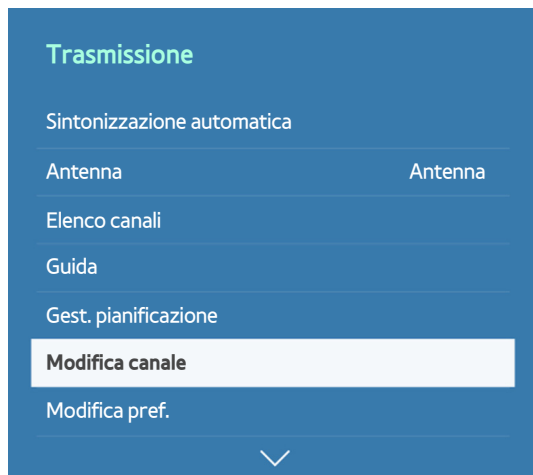 Trasmissione
Sintonizzazione automatica
Antenna Antenna
Elenco canali
Guida
Gest. pianificazione
Modifica canale
Modifica pref.